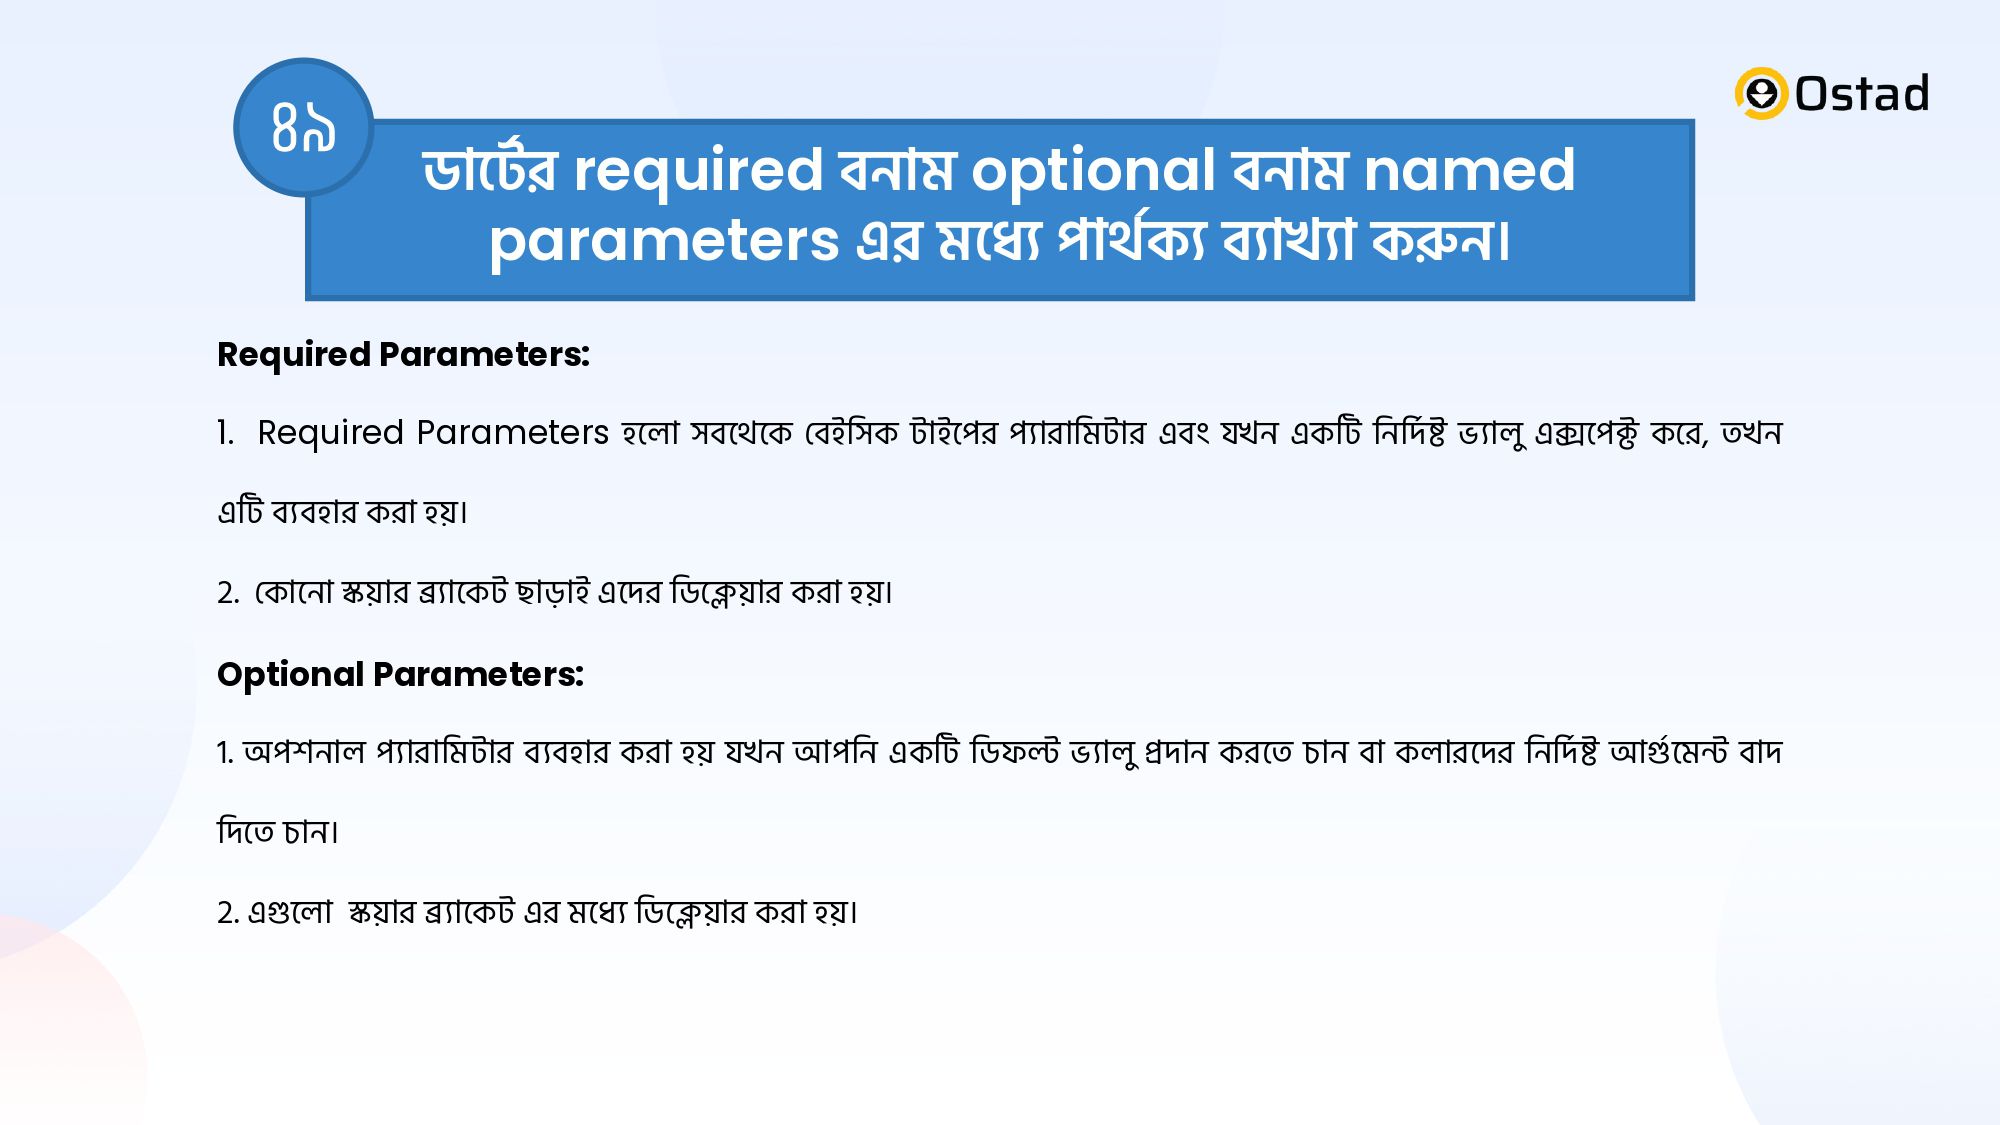 ৪৯
Ostad
ডার্টের required বনাম optional বনাম named
parameters এর মধ্যে পার্থক্য ব্যাখ্যা করুন।
Required Parameters:
1. Required Parameters হলো সবথেকে বেইসিক টাইপের প্যারামিটার এবং যখন একটি নির্দিষ্ট ভ্যালু এক্সপেক্ট করে, তখন
এটি ব্যবহার করা হয়।
2. কোনো স্কয়ার ব্র্যাকেট ছাড়াই এদের ডিক্লেয়ার করা হয়।
Optional Parameters:
1. অপশনাল প্যারামিটার ব্যবহার করা হয় যখন আপনি একটি ডিফল্ট ভ্যালু প্রদান করতে চান বা কলারদের নির্দিষ্ট আর্গুমেন্ট বাদ
দিতে চান।
2. এগুলো স্কয়ার ব্র্যাকেট এর মধ্যে ডিক্লেয়ার করা হয়।